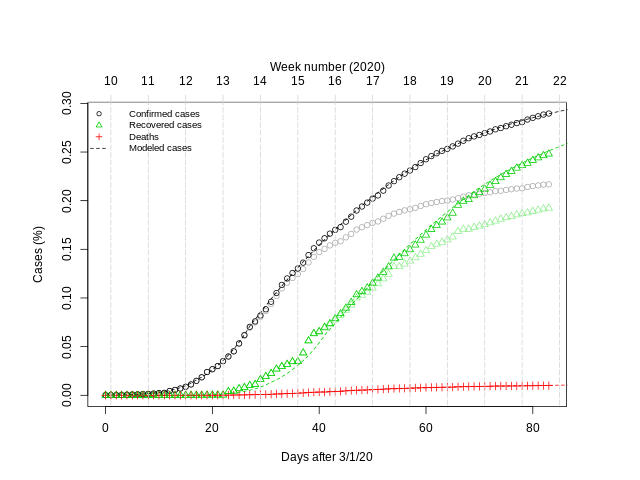 Week number (2020)
10 11 12 13 14 15 16 17 18 19 20 21 22
Confirmed cases
Recovered cases
Deaths
Modeled cases
Cases (%)
0.30
0.25
0.20
0.15
0.10
0.05
0.00
0 20 40 60 80
Days after 3/1/20